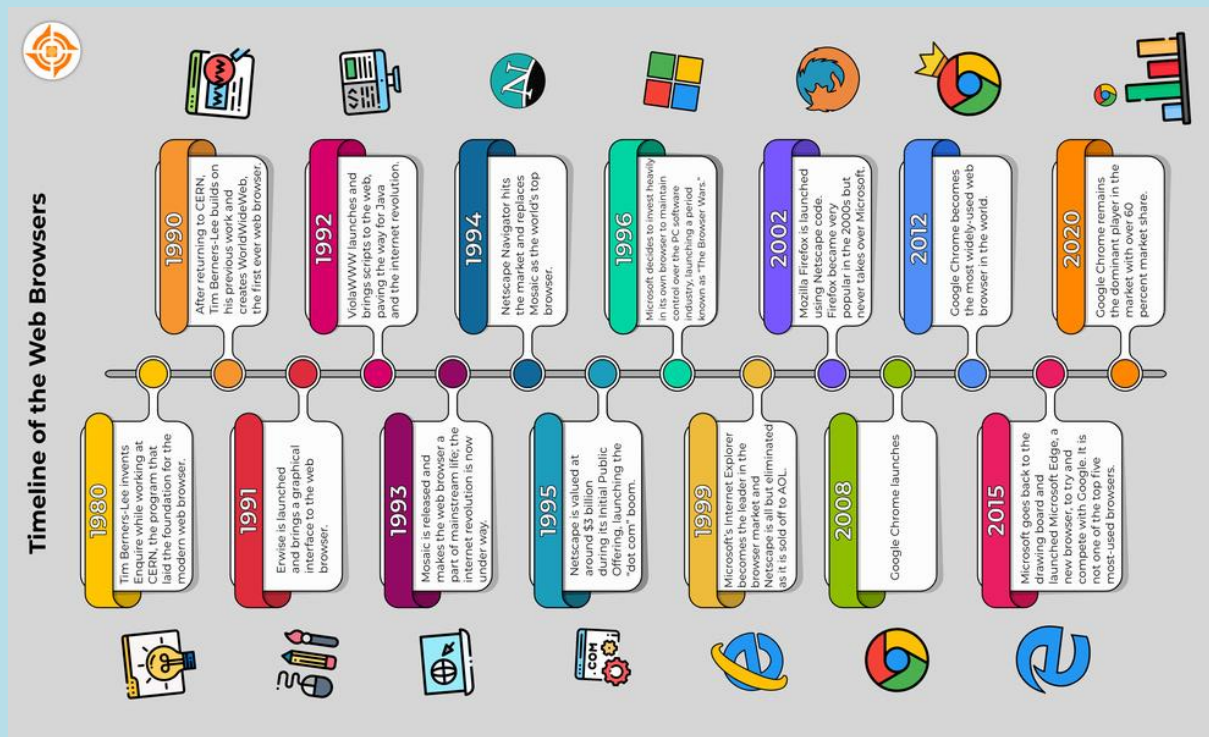 Timeline of the Web Browsers
1980
Tim Berners-Lee invents
Enquire while working at
CERN, the program that
laid the foundation for the
modern web browser.
1990
After returning to CERN,
Tim Berners-Lee builds on
his previous work and
creates WorldWideWeb,
the first ever web browser.
WWW
1991
Erwise is launched
and brings a graphical
interface to the web
browser.
1992
ViolaWWW launches and
brings scripts to the web,
paving the way for Java
and the internet revolution.
1993
Mosaic is released and
makes the web browser a
part of mainstream life; the
internet revolution is now
under way.
1994
Netscape Navigator hits
the market and replaces
Mosaic as the world's top
browser.
N
1995
Netscape is valued at
around $3 billion
during its Initial Public
Offering, launching the
"dot com" boom.
.COM
1996
Microsoft decides to invest heavily
in its own browser to maintain
control over the PC software
industry, launching a period
known as "The Browser Wars."
1999
Microsoft's Internet Explorer
becomes the leader in the
browser market and
Netscape is all but eliminated
as it is sold off to AOL.
2002
Mozilla Firefox is launched
using Netscape code.
Firefox became very
popular in the 2000s but
never takes over Microsoft.
2008
Google Chrome launches
2012
Google Chrome becomes
the most widely-used web
browser in the world.
2015
Microsoft goes back to the
drawing board and
launched Microsoft Edge, a
new browser, to try and
compete with Google. It is
not one of the top five
most-used browsers.
2020
Google Chrome remains
the dominant player in the
market with over 60
percent market share.